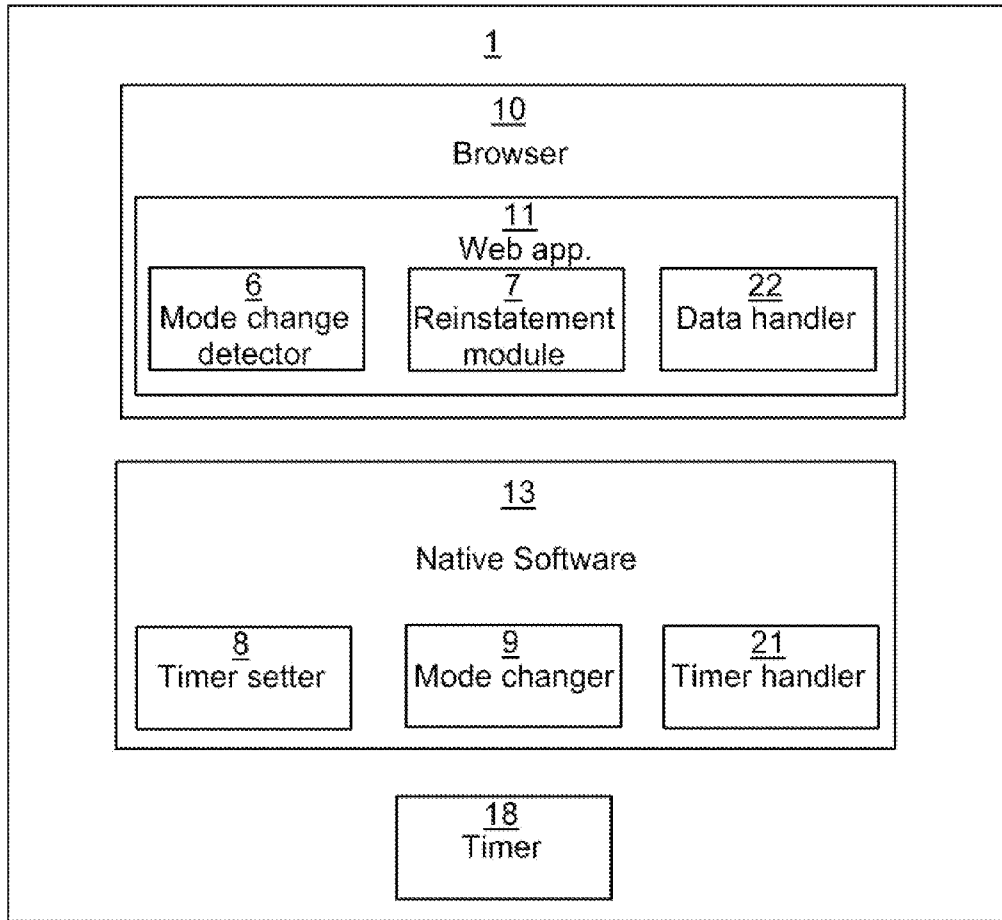 1
10
Browser
11
Web app.
6
Mode change
detector
7
Reinstatement
module
22
Data handler
13
Native Software
8
Timer setter
9
Mode changer
21
Timer handler
18
Timer